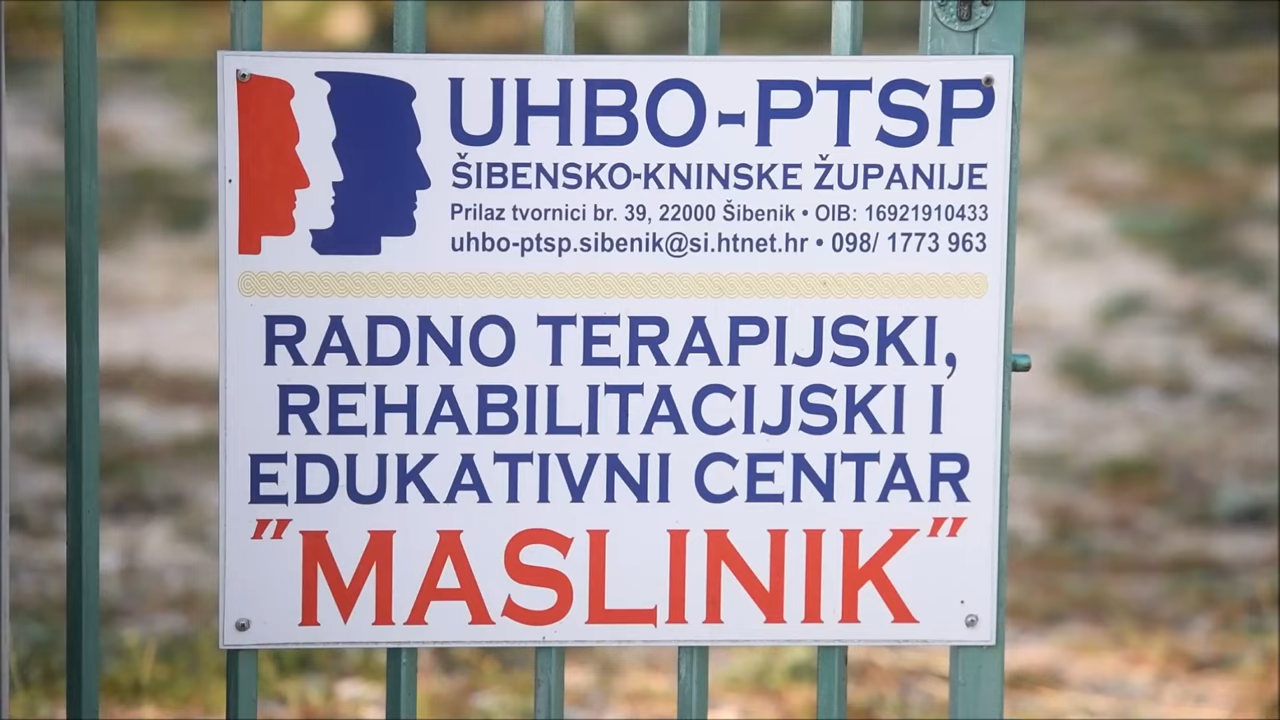 UHBO-PTSP
ŠIBENSKO-KNINSKE ŽUPANIJE
Prilaz tvornici br. 39, 22000 Šibenik • OIB: 16921910433
uhbo-ptsp.sibenik@si.htnet.hr • 098/ 1773 963
RADNO TERAPIJSKI,
REHABILITACIJSKI I
EDUKATIVNI CENTAR
"MASLINIK"